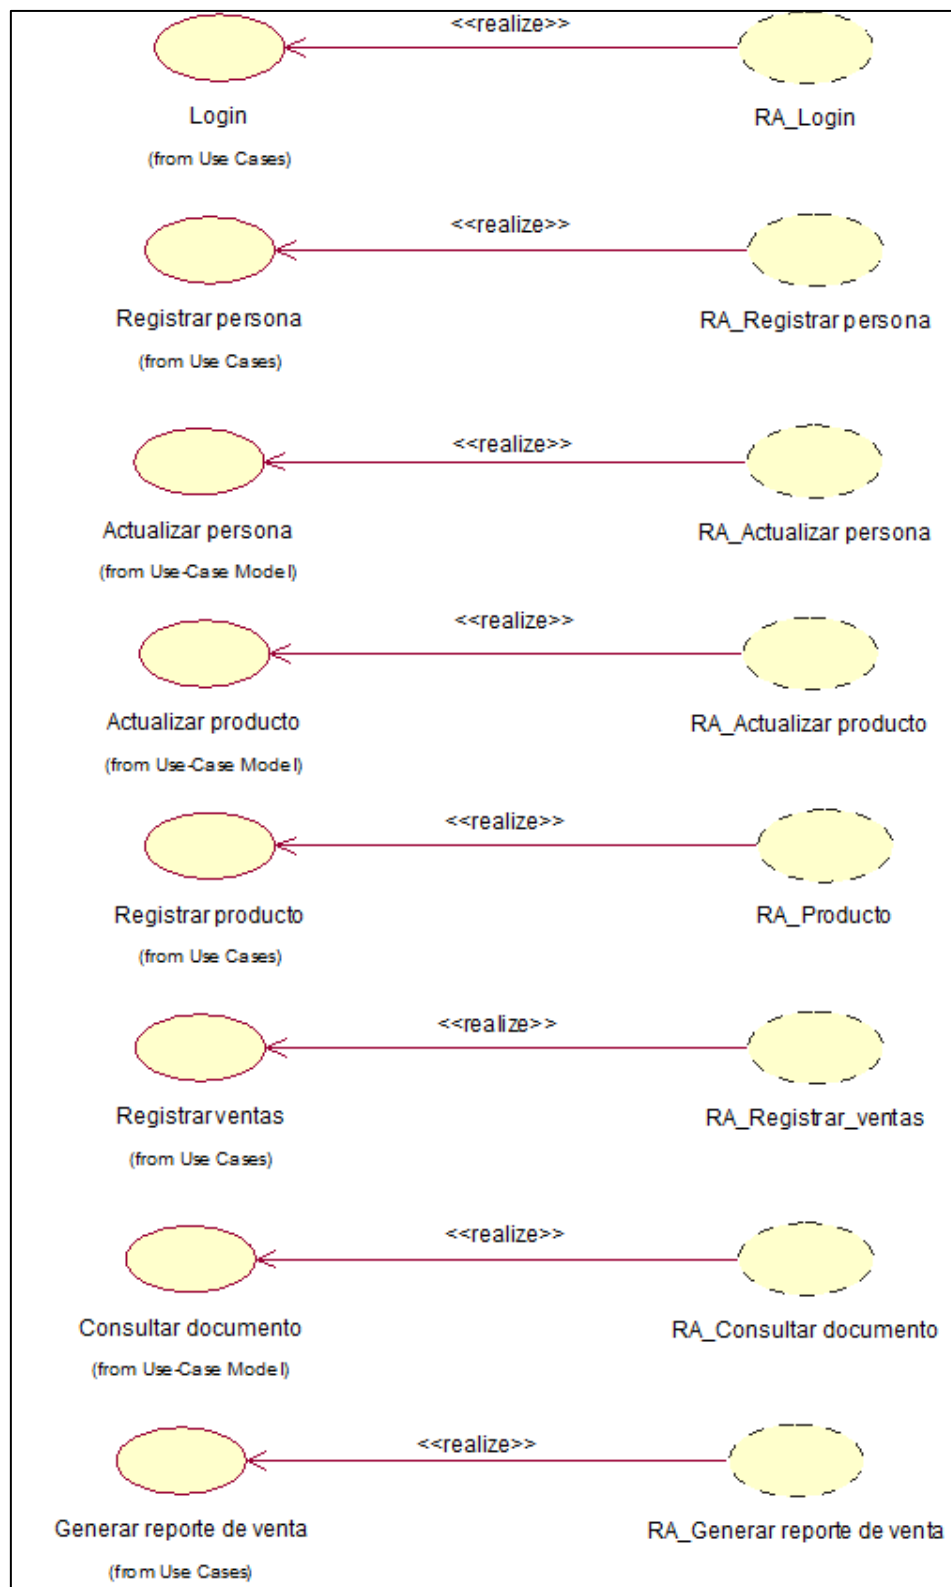 <<realize>>
Login
RA_Login
(from Use Cases)
<<realize>>
Registrar persona
RA_Registrar persona
(from Use Cases)
<<realize>>
Actualizar persona
RA_Actualizar persona
(from Use-Case Model)
<<realize>>
Actualizar producto
RA_Actualizar producto
(from Use-Case Model)
<<realize>>
Registrar producto
RA_Producto
(from Use Cases)
<<realize>>
Registrar ventas
RA_Registrar_ventas
(from Use Cases)
<<realize>>
Consultar documento
RA_Consultar documento
(from Use-Case Model)
<<realize>>
Generar reporte de venta
RA_Generar reporte de venta
(from Use Cases)